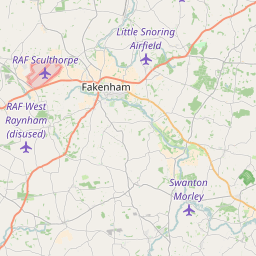 Little Snoring
Airfield
RAF Sculthorpe
Fakenham
RAF West
Raynham
(disused)
Swanton
Morley